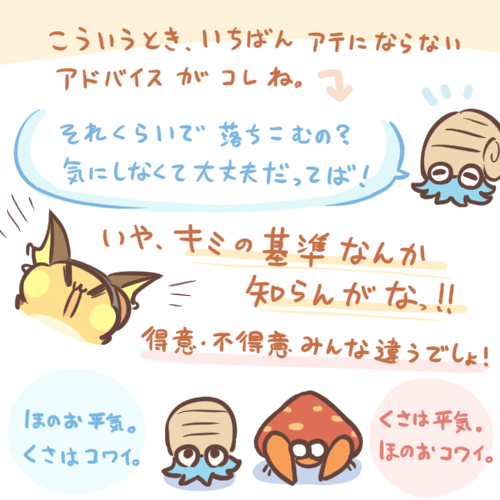 こういうとき、いちばん アテにならない
アドバイス が コレ ね。
それくらいで 落ちこむの?
気にしなくて大丈夫だってば!
いや、キミの基準なんか
知らんがなっ!!
得意・不得意 みんな違うでしょ!
ほのお平気。
くさはコワイ。
くさは平気。
ほのおコワイ。